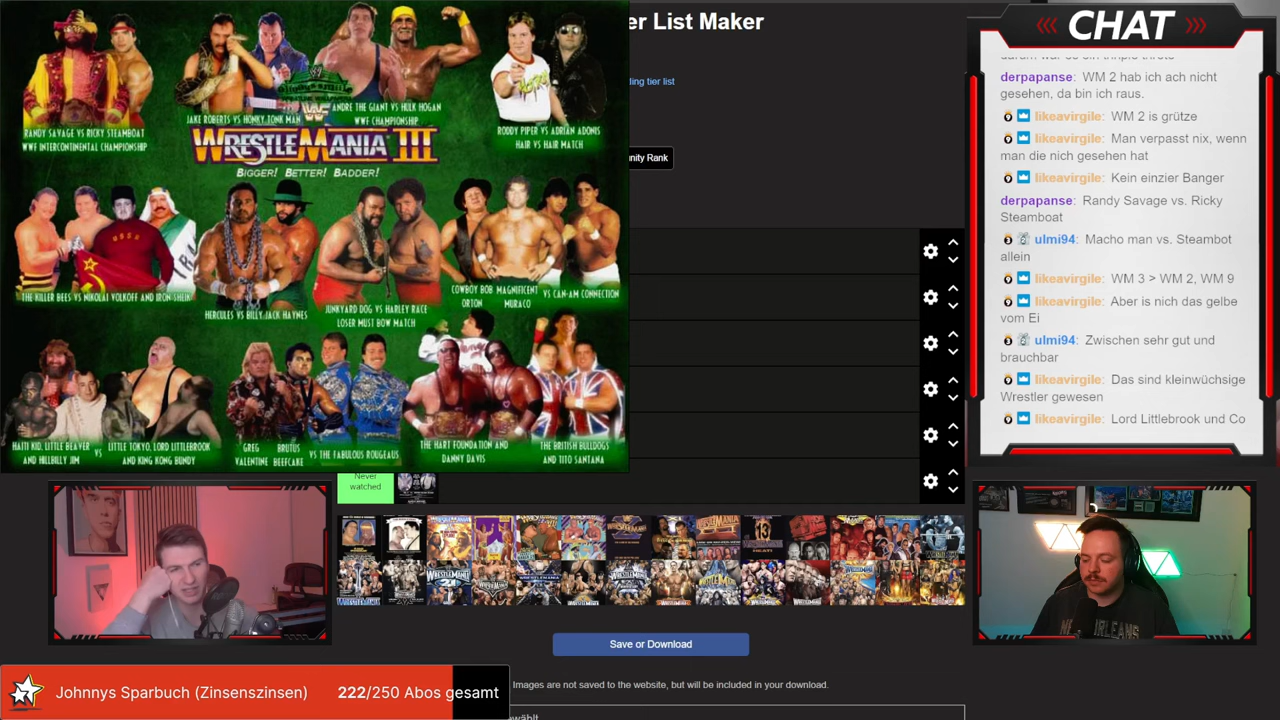 er List Maker
ling tier list
nity Rank
RANDY SAVAGE VS RICKY STEAMBOAT
WWF INTERCONTINENTAL CHAMPIONSHIP
JAKE ROBERTS VS HONKY TONK MAN
ANDRE THE GIANT VS HULK HOGAN
WWF CHAMPIONSHIP
RODDY PIPER VS ADRIAN ADONIS
HAIR VS HAIR MATCH
WRESTLEMANIA III
BIGGER! BETTER! BADDER!
THE KILLER BEES VS NIKOLAI VOLKOFF AND IRON SHEIK
HERCULES VS BILLY JACK HAYNES
JUNKYARD DOG VS HARLEY RACE
LOSER MUST BOW MATCH
COWBOY BOB ORTON
MAGNIFICENT MURACO
VS CAN-AM CONNECTION
HAITI KID, LITTLE BEAVER
AND HILLBILLY JIM
VS
LITTLE TOKYO, LORD LITTLEBROOK
AND KING KONG BUNDY
GREG VALENTINE
BRUTUS BEEFCAKE
VS THE FABULOUS ROUGEAUS
THE HART FOUNDATION AND
DANNY DAVIS
THE BRITISH BULLDOGS
AND TITO SANTANA
Never
watched
Save or Download
Images are not saved to the website, but will be included in your download.
Johnnys Sparbuch (Zinsenszinsen) 222/250 Abos gesamt
CHAT
derpapanse: WM 2 hab ich ach nicht
gesehen, da bin ich raus.
likeavirgile: WM 2 is grütze
likeavirgile: Man verpasst nix, wenn
man die nich gesehen hat
likeavirgile: Kein einzier Banger
derpapanse: Randy Savage vs. Ricky
Steamboat
ulmi94: Macho man vs. Steambot
allein
likeavirgile: WM 3 > WM 2, WM 9
likeavirgile: Aber is nich das gelbe
vom Ei
ulmi94: Zwischen sehr gut und
brauchbar
likeavirgile: Das sind kleinwüchsige
Wrestler gewesen
likeavirgile: Lord Littlebrook und Co